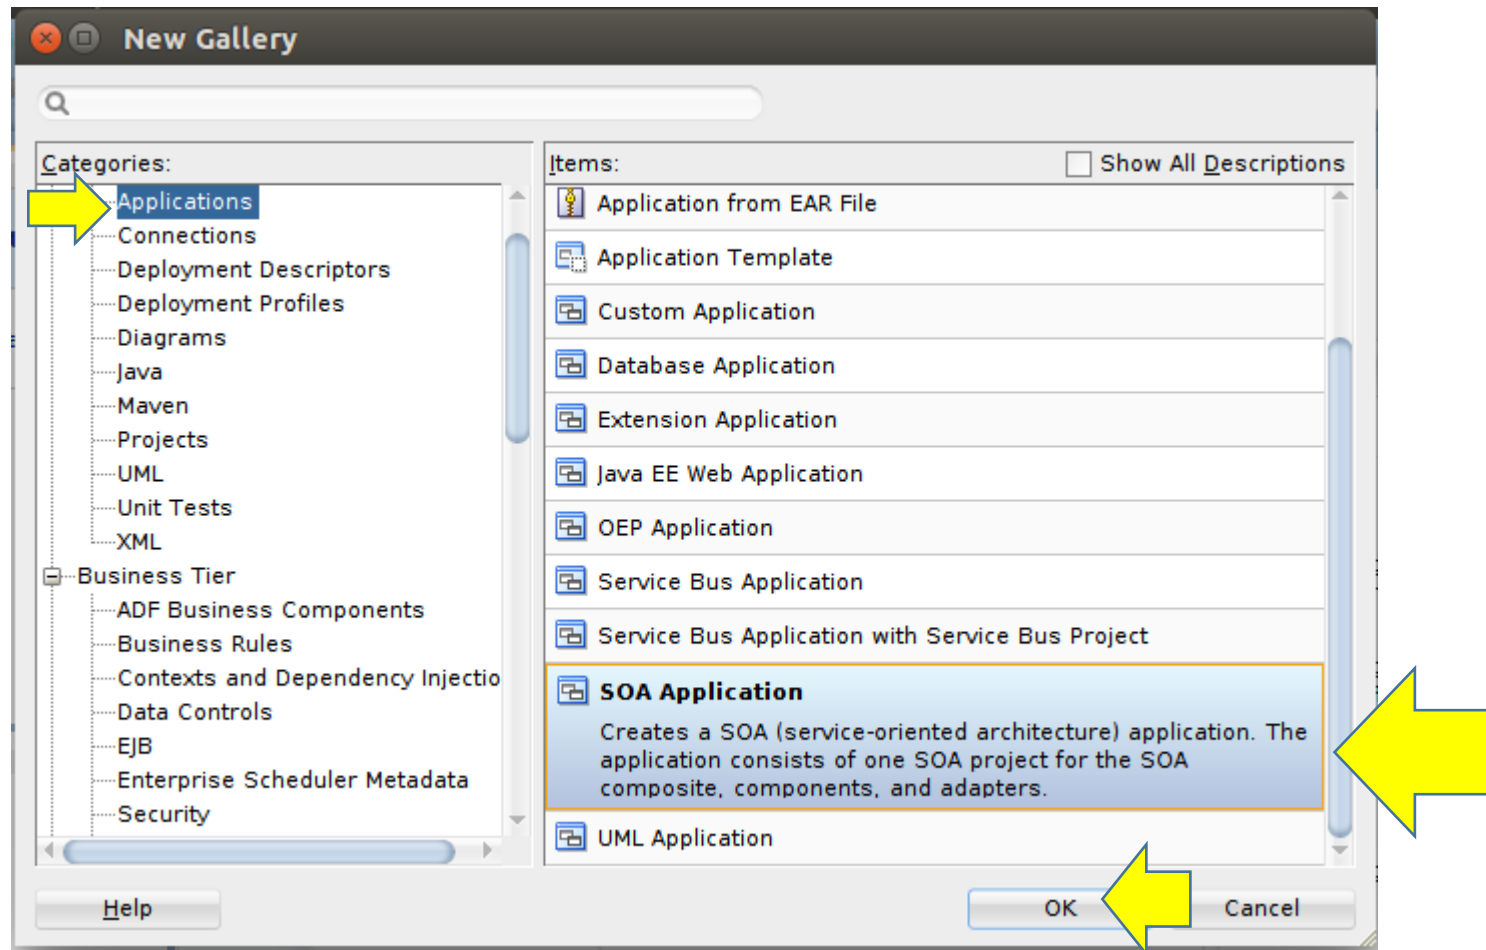 New Gallery
Categories:
Applications
Connections
Deployment Descriptors
Deployment Profiles
Diagrams
Java
Maven
Projects
UML
Unit Tests
XML
Business Tier
ADF Business Components
Business Rules
Contexts and Dependency Injectio
Data Controls
EJB
Enterprise Scheduler Metadata
Security
Items:
Show All Descriptions
Application from EAR File
Application Template
Custom Application
Database Application
Extension Application
Java EE Web Application
OEP Application
Service Bus Application
Service Bus Application with Service Bus Project
SOA Application
Creates a SOA (service-oriented architecture) application. The
application consists of one SOA project for the SOA
composite, components, and adapters.
UML Application
Help
OK
Cancel